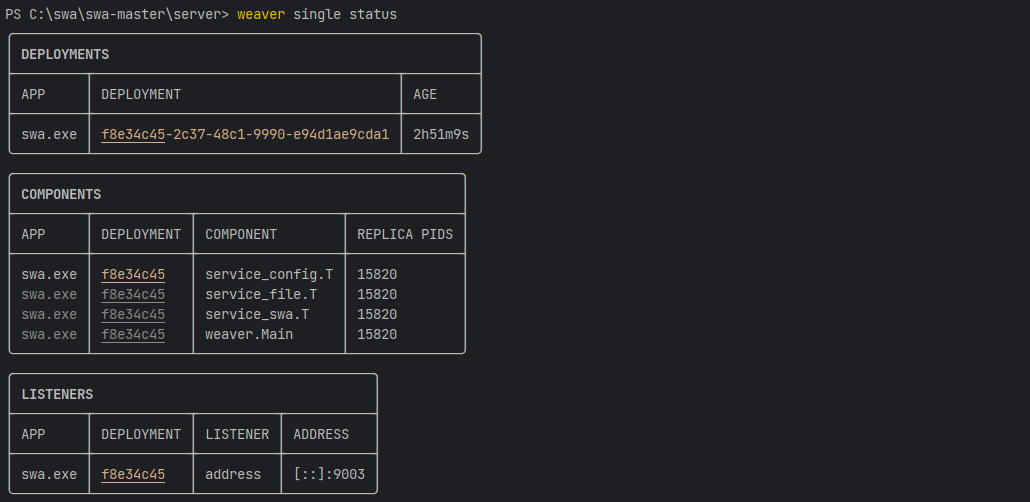 PS C:\swa\swa-master\server> weaver single status
DEPLOYMENTS
APP DEPLOYMENT AGE
swa.exe f8e34c45-2c37-48c1-9990-e94d1ae9cda1 2h51m9s
COMPONENTS
APP DEPLOYMENT COMPONENT REPLICA PIDS
swa.exe f8e34c45 service_config.T 15820
swa.exe f8e34c45 service_file.T 15820
swa.exe f8e34c45 service_swa.T 15820
swa.exe f8e34c45 weaver.Main 15820
LISTENERS
APP DEPLOYMENT LISTENER ADDRESS
swa.exe f8e34c45 address [::]:9003